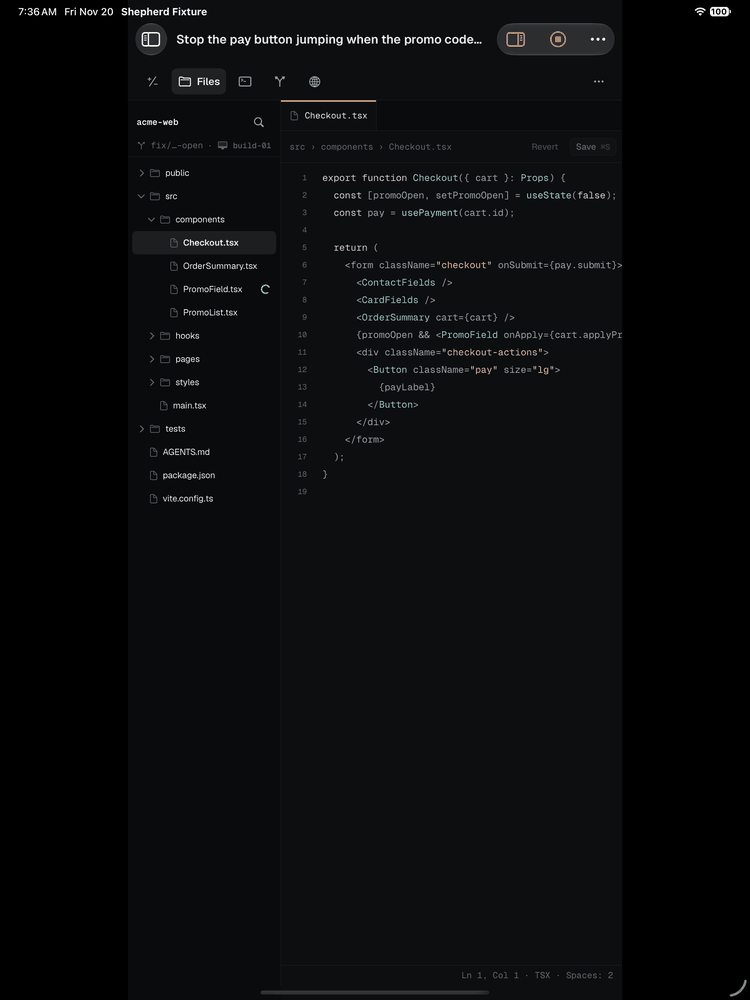 7:36 AM Fri Nov 20 Shepherd Fixture 100
Stop the pay button jumping when the promo code...
Files
acme-web
fix/…-open · build-01
public
src
components
Checkout.tsx
OrderSummary.tsx
PromoField.tsx
PromoList.tsx
hooks
pages
styles
main.tsx
tests
AGENTS.md
package.json
vite.config.ts
Checkout.tsx
src › components › Checkout.tsx Revert Save ⌘S
1 export function Checkout({ cart }: Props) {
2 const [promoOpen, setPromoOpen] = useState(false);
3 const pay = usePayment(cart.id);
4
5 return (
6 <form className="checkout" onSubmit={pay.submit}>
7 <ContactFields />
8 <CardFields />
9 <OrderSummary cart={cart} />
10 {promoOpen && <PromoField onApply={cart.applyPr
11 <div className="checkout-actions">
12 <Button className="pay" size="lg">
13 {payLabel}
14 </Button>
15 </div>
16 </form>
17 );
18 }
19
Ln 1, Col 1 · TSX · Spaces: 2